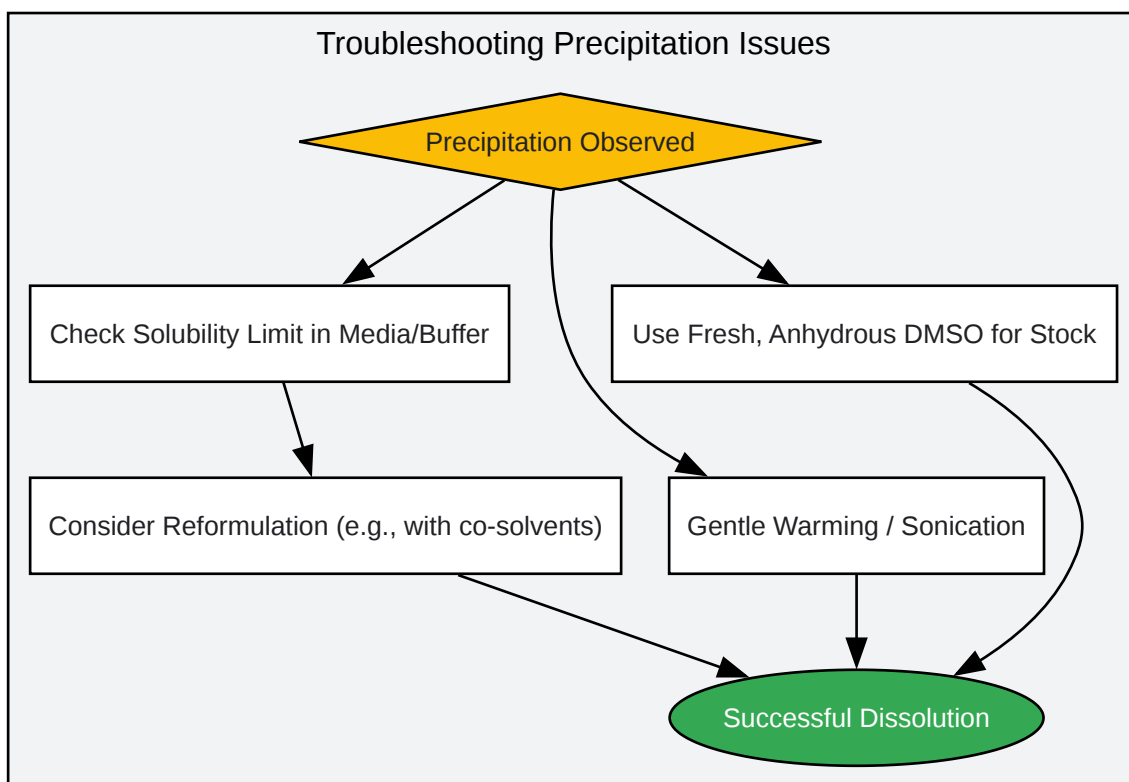 Troubleshooting Precipitation Issues
Precipitation Observed
Check Solubility Limit in Media/Buffer
Use Fresh, Anhydrous DMSO for Stock
Consider Reformulation (e.g., with co-solvents)
Gentle Warming / Sonication
Successful Dissolution